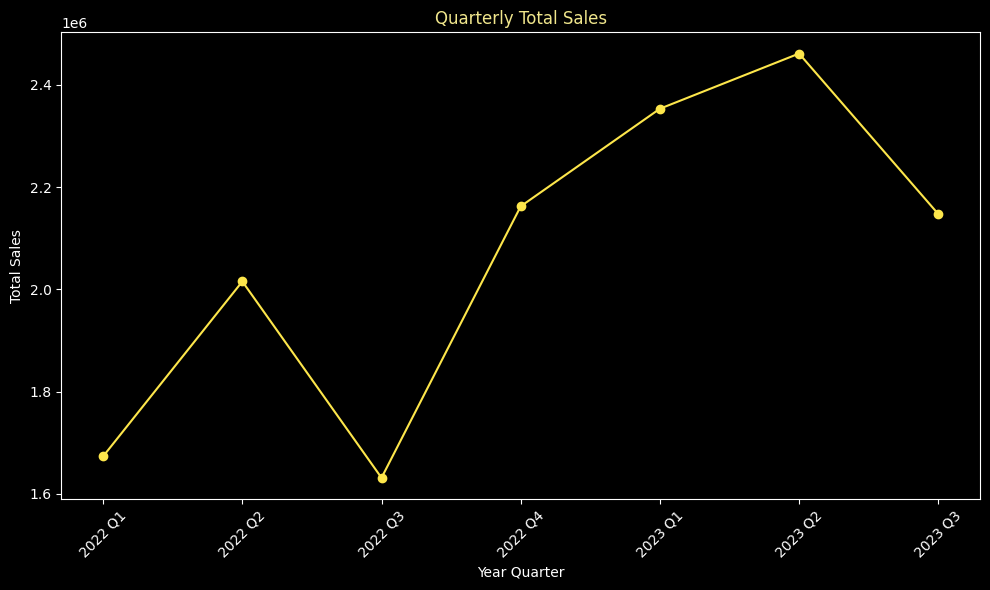 Quarterly Total Sales
1e6
2.4
2.2
2.0
1.8
1.6
Total Sales
2022 Q1
2022 Q2
2022 Q3
2022 Q4
2023 Q1
2023 Q2
2023 Q3
Year Quarter